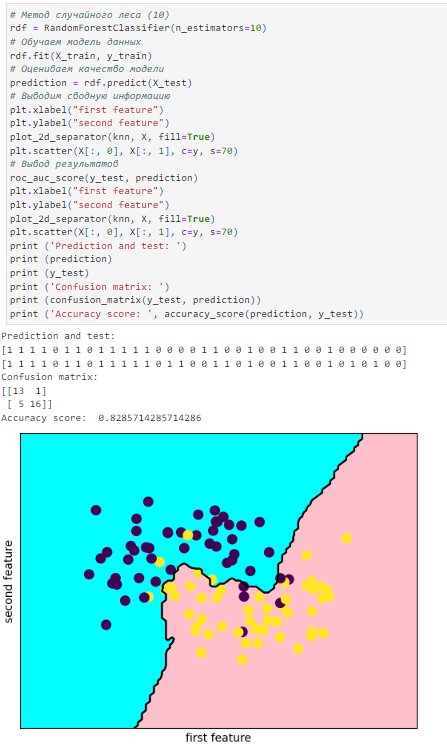 # Метод случайного леса (10)
rdf = RandomForestClassifier(n_estimators=10)
# Обучаем модель данных
rdf.fit(X_train, y_train)
# Оцениваем качество модели
prediction = rdf.predict(X_test)
# Выводим сводную информацию
plt.xlabel("first feature")
plt.ylabel("second feature")
plot_2d_separator(knn, X, fill=True)
plt.scatter(X[:, 0], X[:, 1], c=y, s=70)
# Вывод результатов
roc_auc_score(y_test, prediction)
plt.xlabel("first feature")
plt.ylabel("second feature")
plot_2d_separator(knn, X, fill=True)
plt.scatter(X[:, 0], X[:, 1], c=y, s=70)
print ('Prediction and test: ')
print (prediction)
print (y_test)
print ('Confusion matrix: ')
print (confusion_matrix(y_test, prediction))
print ('Accuracy score: ', accuracy_score(prediction, y_test))
Prediction and test:
[1 1 1 1 0 1 1 0 1 1 1 1 1 0 0 0 0 1 1 0 0 1 0 0 1 1 0 0 1 0 0 0 0 0 0]
[1 1 1 1 0 1 1 0 1 1 1 1 1 0 0 1 0 1 1 0 0 1 1 0 1 1 0 0 1 0 1 0 1 0 0]
Confusion matrix:
[[13 1]
[ 5 16]]
Accuracy score: 0.8285714285714286
second feature
first feature